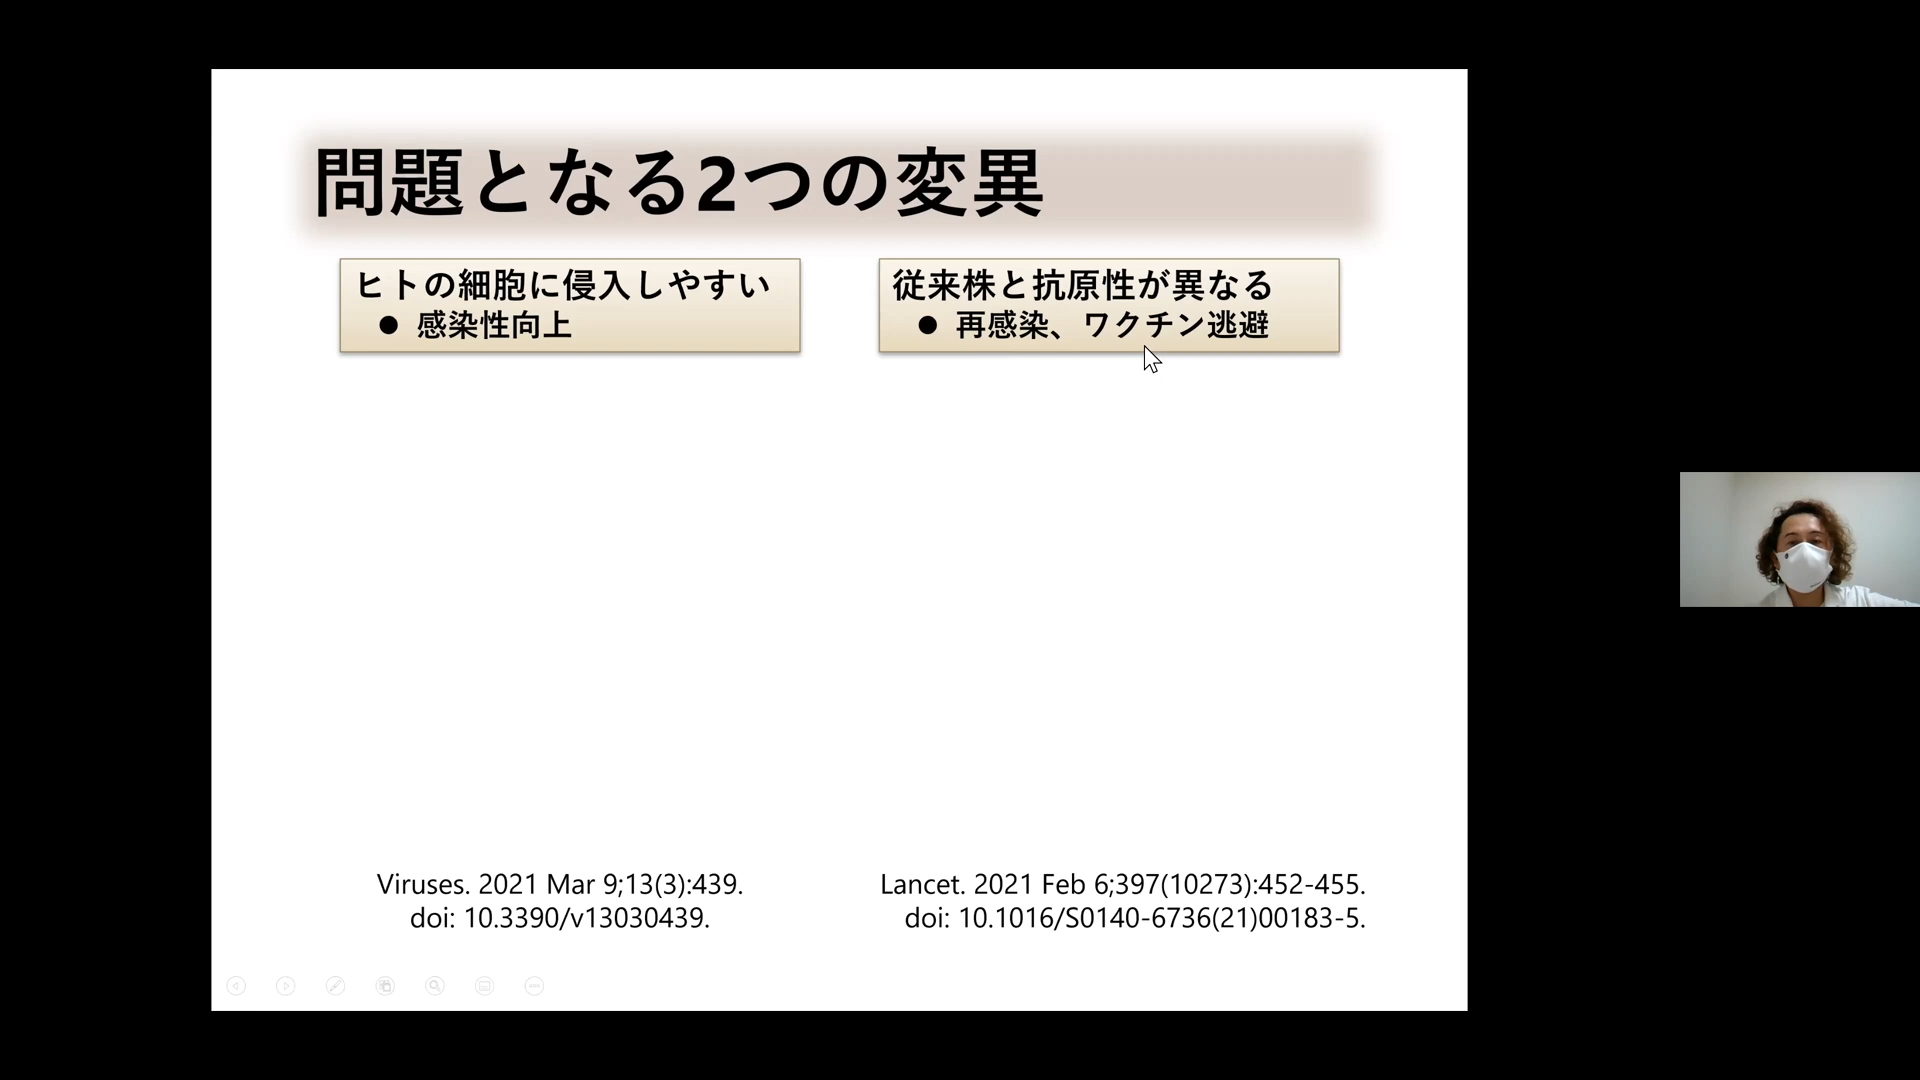 問題となる2つの変異
ヒトの細胞に侵入しやすい
● 感染性向上
従来株と抗原性が異なる
● 再感染、ワクチン逃避
Viruses. 2021 Mar 9;13(3):439.
doi: 10.3390/v13030439.
Lancet. 2021 Feb 6;397(10273):452-455.
doi: 10.1016/S0140-6736(21)00183-5.